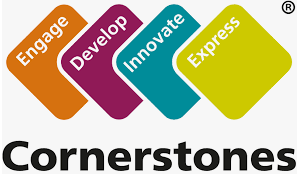 Engage
Develop
Innovate
Express
®
Cornerstones